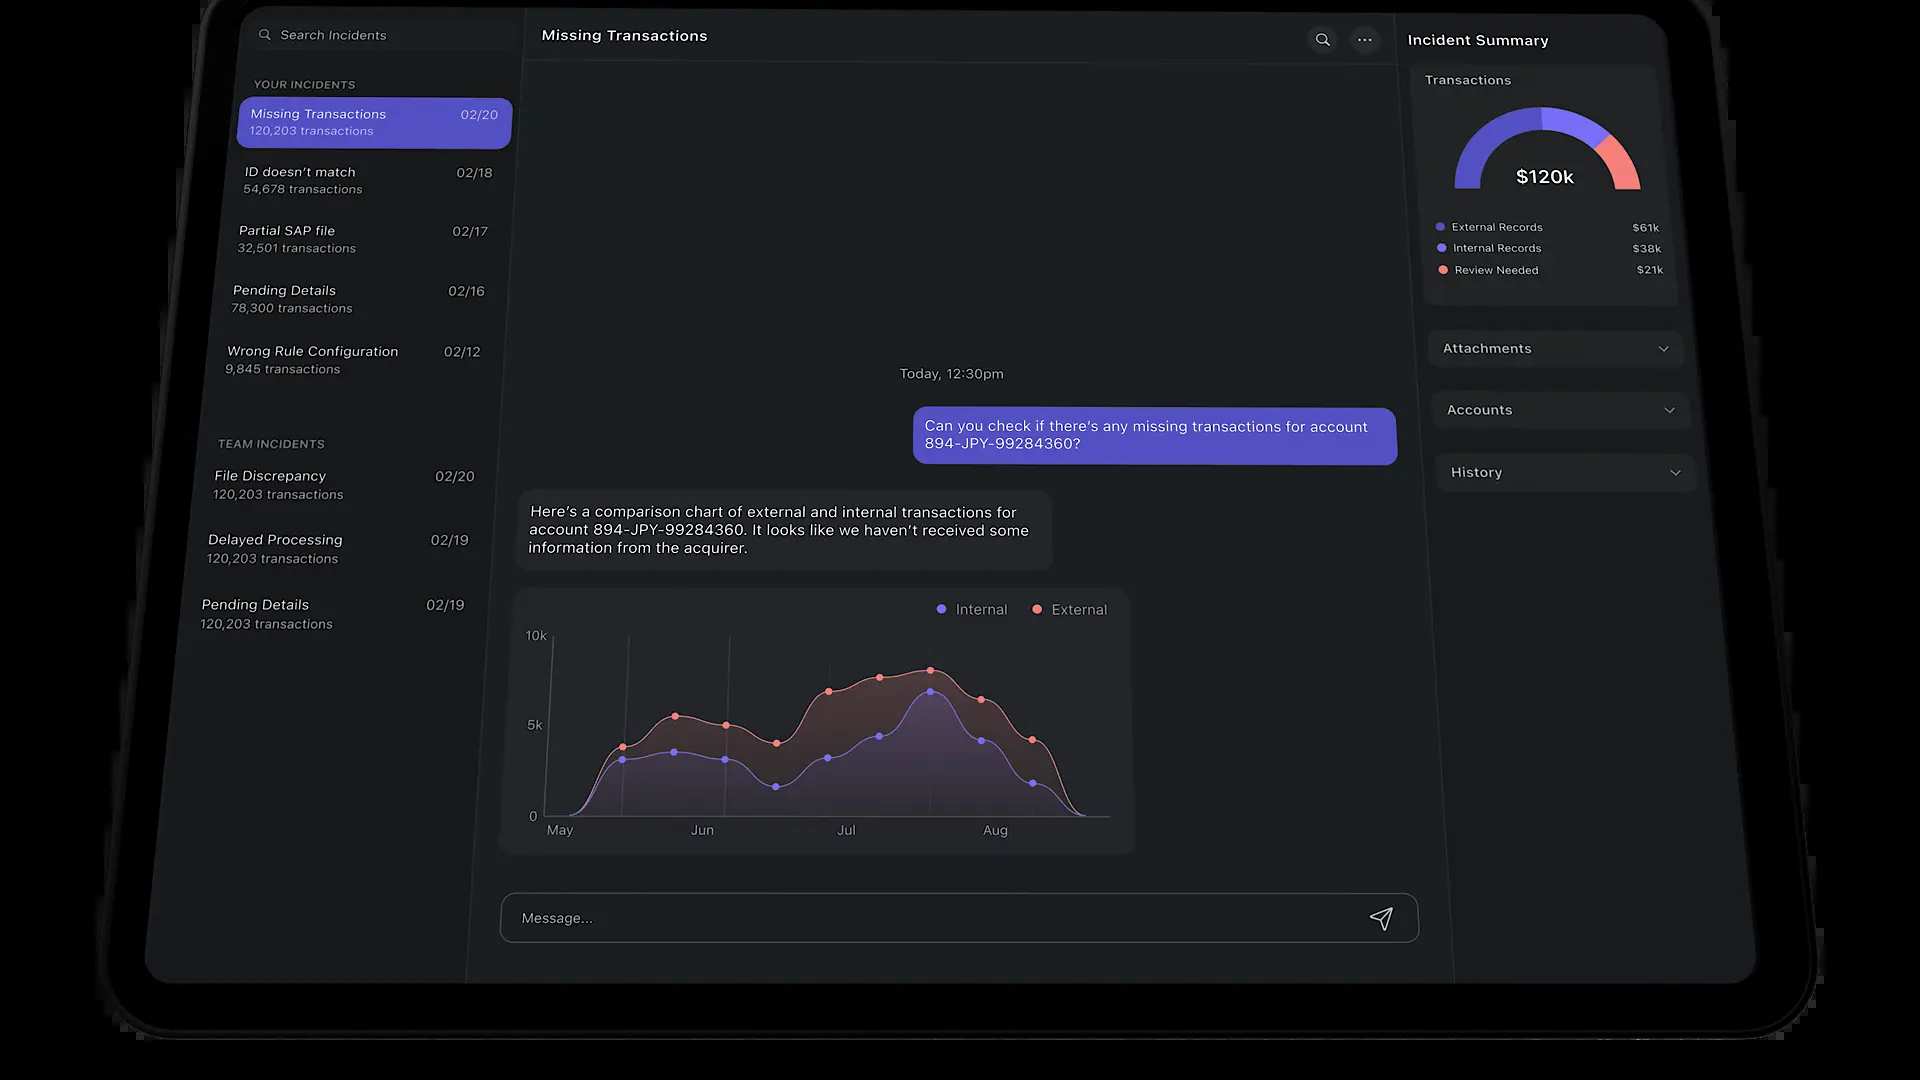 Search Incidents
YOUR INCIDENTS
Missing Transactions 02/20
120,203 transactions
ID doesn’t match 02/18
54,678 transactions
Partial SAP file 02/17
32,501 transactions
Pending Details 02/16
78,300 transactions
Wrong Rule Configuration 02/12
9,845 transactions
TEAM INCIDENTS
File Discrepancy 02/20
120,203 transactions
Delayed Processing 02/19
120,203 transactions
Pending Details 02/19
120,203 transactions
Missing Transactions
Today, 12:30pm
Can you check if there’s any missing transactions for account
894-JPY-99284360?
Here’s a comparison chart of external and internal transactions for
account 894-JPY-99284360. It looks like we haven’t received some
information from the acquirer.
Internal External
10k
5k
0
May Jun Jul Aug
Message...
Incident Summary
Transactions
$120k
External Records $61k
Internal Records $38k
Review Needed $21k
Attachments
Accounts
History